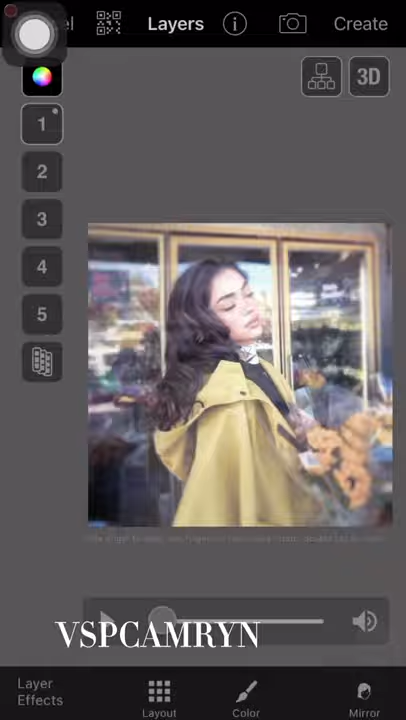 Layers
Create
3D
1
2
3
4
5
VSPCAMRYN
Layer
Effects
Layout
Color
Mirror